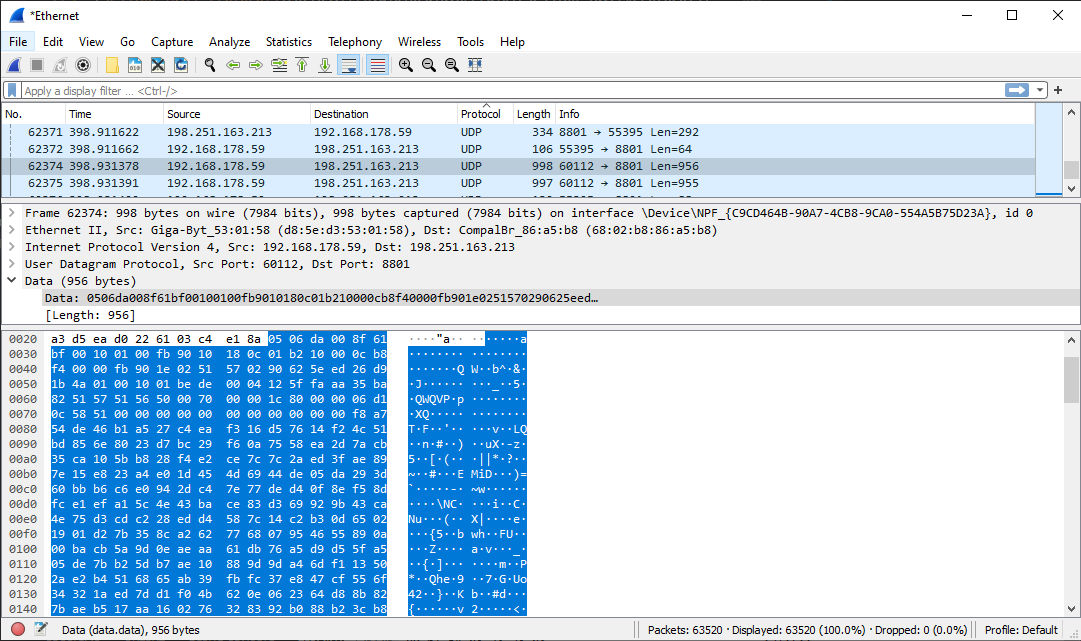 *Ethernet
File Edit View Go Capture Analyze Statistics Telephony Wireless Tools Help
Apply a display filter ... <Ctrl-/>
No. Time Source Destination Protocol Length Info
62371 398.911622 198.251.163.213 192.168.178.59 UDP 334 8801 → 55395 Len=292
62372 398.911662 192.168.178.59 198.251.163.213 UDP 106 55395 → 8801 Len=64
62374 398.931378 192.168.178.59 198.251.163.213 UDP 998 60112 → 8801 Len=956
62375 398.931391 192.168.178.59 198.251.163.213 UDP 997 60112 → 8801 Len=955
Frame 62374: 998 bytes on wire (7984 bits), 998 bytes captured (7984 bits) on interface \Device\NPF_{C9CD464B-90A7-4CB8-9CA0-554A5B75D23A}, id 0
Ethernet II, Src: Giga-Byt_53:01:58 (d8:5e:d3:53:01:58), Dst: CompalBr_86:a5:b8 (68:02:b8:86:a5:b8)
Internet Protocol Version 4, Src: 192.168.178.59, Dst: 198.251.163.213
User Datagram Protocol, Src Port: 60112, Dst Port: 8801
Data (956 bytes)
Data: 0506da008f61bf00100100fb9010180c01b210000cb8f40000fb901e0251570290625eed…
[Length: 956]
0020 a3 d5 ea d0 22 61 03 c4 e1 8a 05 06 da 00 8f 61 ····"a·· ·······a
0030 bf 00 10 01 00 fb 90 10 18 0c 01 b2 10 00 0c b8 ········ ········
0040 f4 00 00 fb 90 1e 02 51 57 02 90 62 5e ed 26 d9 ·······Q W··b^·&·
0050 1b 4a 01 00 10 01 be de 00 04 12 5f fa aa 35 ba ·J······ ···_··5·
0060 82 51 57 51 56 50 00 70 00 00 1c 80 00 00 06 d1 ·QWQVP·p ········
0070 0c 58 51 00 00 00 00 00 00 00 00 00 00 00 f8 a7 ·XQ····· ········
0080 54 de 46 b1 a5 27 c4 ea f3 16 d5 76 14 f2 4c 51 T·F··'·· ···v··LQ
0090 bd 85 6e 80 23 d7 bc 29 f6 0a 75 58 ea 2d 7a cb ··n·#··) ··uX·-z·
00a0 35 ca 10 5b b8 28 f4 e2 ce 7c 7c 2a ed 3f ae 89 5··[·(·· ·||*·?··
00b0 7e 15 e8 23 a4 e0 1d 45 4d 69 44 de 05 da 29 3d ~··#···E MiD···)=
00c0 60 bb b6 c6 e0 94 2d c4 7e 77 de d4 0f 8e f5 8d `·····-· ~w······
00d0 fc e1 ef a1 5c 4e 43 ba ce 83 d3 69 92 9b 43 ca ····\NC· ···i··C·
00e0 4e 75 d3 cd c2 28 ed d4 58 7c 14 c2 b3 0d 65 02 Nu···(·· X|····e·
00f0 19 01 d2 7b 35 8c a2 62 77 68 07 95 46 55 89 0a ···{5··b wh··FU··
0100 00 ba cb 5a 9d 0e ae aa 61 db 76 a5 d9 d5 5f a5 ···Z···· a·v···_·
0110 05 de 7b b2 5d b7 ae 10 88 9d 9d a4 6d f1 13 50 ··{·]··· ····m··P
0120 2a e2 b4 51 68 65 ab 39 fb fc 37 e8 47 cf 55 6f *··Qhe·9 ··7·G·Uo
0130 34 32 1a ed 7d d1 f0 4b 62 0e 06 23 64 d8 8b 82 42··}··K b··#d···
0140 7b ae b5 17 aa 16 02 76 32 83 92 b0 88 b2 3c b8 {······v 2·····<·
Data (data.data), 956 bytes Packets: 63520 · Displayed: 63520 (100.0%) · Dropped: 0 (0.0%) Profile: Default